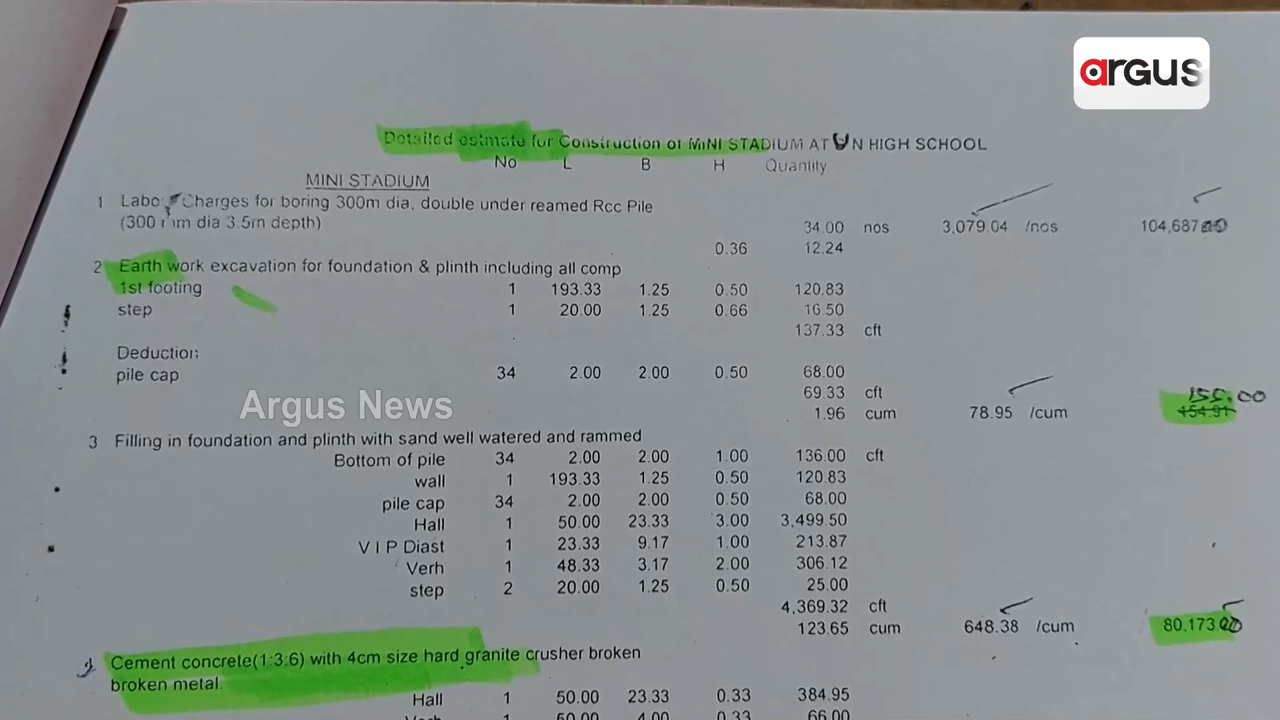 argus
Detailed estmate for Construction of MINI STADIUM AT N HIGH SCHOOL
No L B H Quantity
MINI STADIUM
1 Labo Charges for boring 300m dia, double under reamed Rcc Pile
(300 mm dia 3.5m depth) 34.00 nos 3,079.04 /nos 104,687
0.36 12.24
2 Earth work excavation for foundation & plinth including all comp
1st footing 1 193.33 1.25 0.50 120.83
step 1 20.00 1.25 0.66 16.50
137.33 cft
Deduction
pile cap 34 2.00 2.00 0.50 68.00
69.33 cft
155.00
1.96 cum 78.95 /cum 154.91
Argus News
3 Filling in foundation and plinth with sand well watered and rammed
Bottom of pile 34 2.00 2.00 1.00 136.00 cft
wall 1 193.33 1.25 0.50 120.83
pile cap 34 2.00 2.00 0.50 68.00
Hall 1 50.00 23.33 3.00 3,499.50
V I P Diast 1 23.33 9.17 1.00 213.87
Verh 1 48.33 3.17 2.00 306.12
step 2 20.00 1.25 0.50 25.00
4,369.32 cft
123.65 cum 648.38 /cum 80,173
Cement concrete(1:3:6) with 4cm size hard granite crusher broken
broken metal.
Hall 1 50.00 23.33 0.33 384.95
Verh 1 60.00 4.00 0.33 66.00